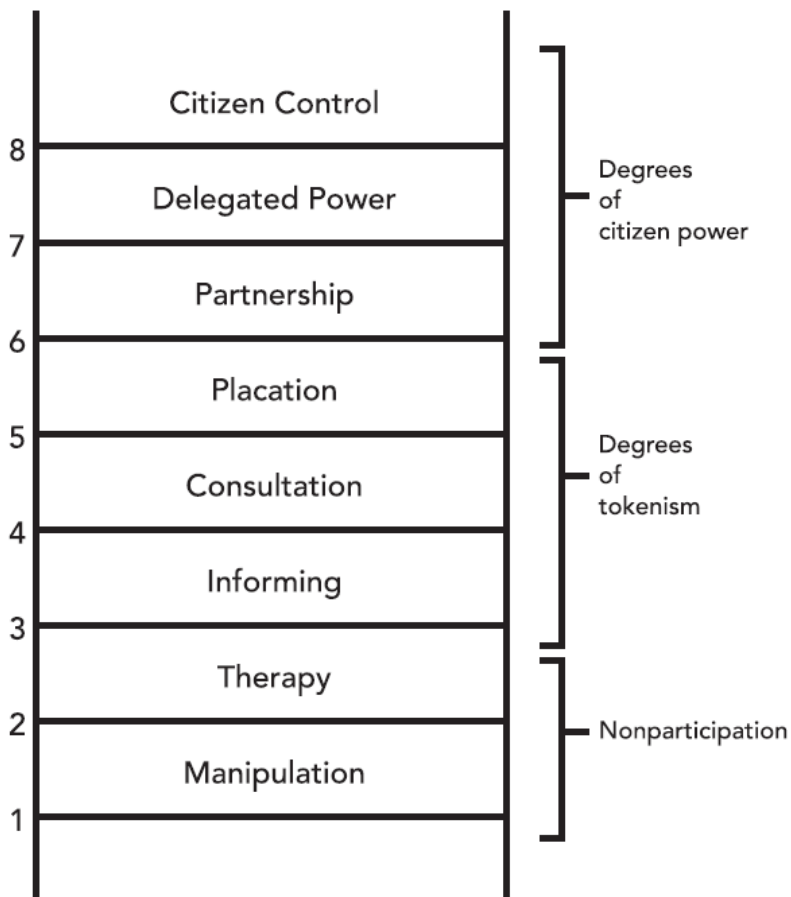 Citizen Control
8
Delegated Power
7
Partnership
6
Placation
5
Consultation
4
Informing
3
Therapy
2
Manipulation
1
Degrees
of
citizen power
Degrees
of
tokenism
Nonparticipation